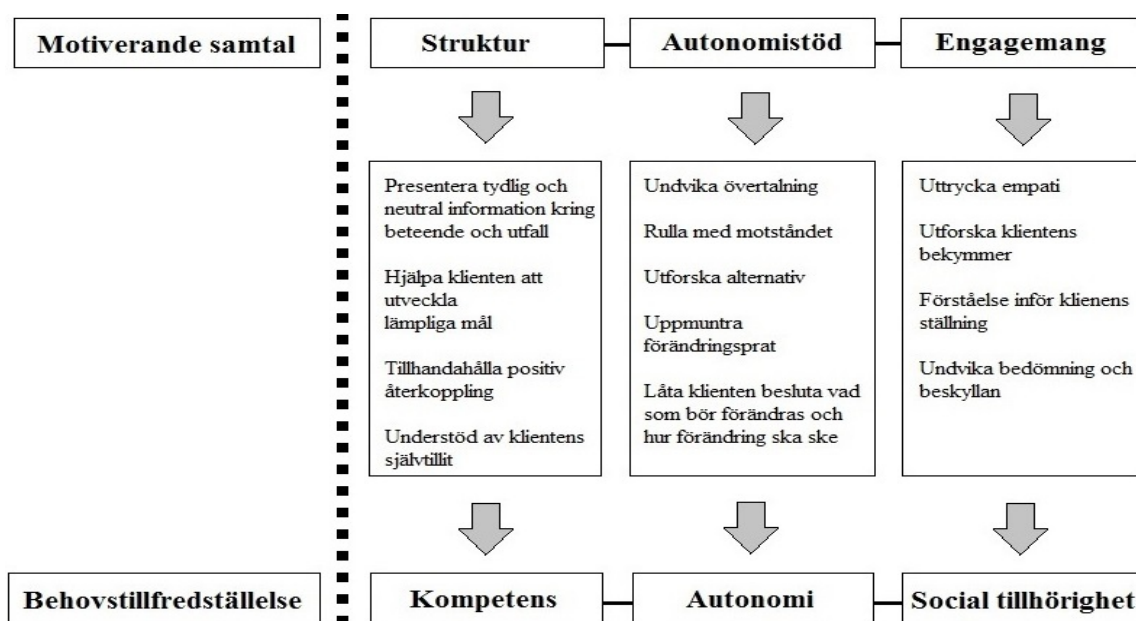 Motiverande samtal
Struktur
Autonomistöd
Engagemang
Presentera tydlig och
neutral information kring
beteende och utfall
Hjälpa klienten att
utveckla
lämpliga mål
Tillhandahålla positiv
återkoppling
Understöd av klientens
självtillit
Undvika övertalning
Rulla med motståndet
Utforska alternativ
Uppmuntra
förändringsprat
Låta klienten besluta vad
som bör förändras och
hur förändring ska ske
Uttrycka empati
Utforska klientens
bekymmer
Förståelse inför klienens
ställning
Undvika bedömning och
beskyllan
Behovstillfredställelse
Kompetens
Autonomi
Social tillhörighet